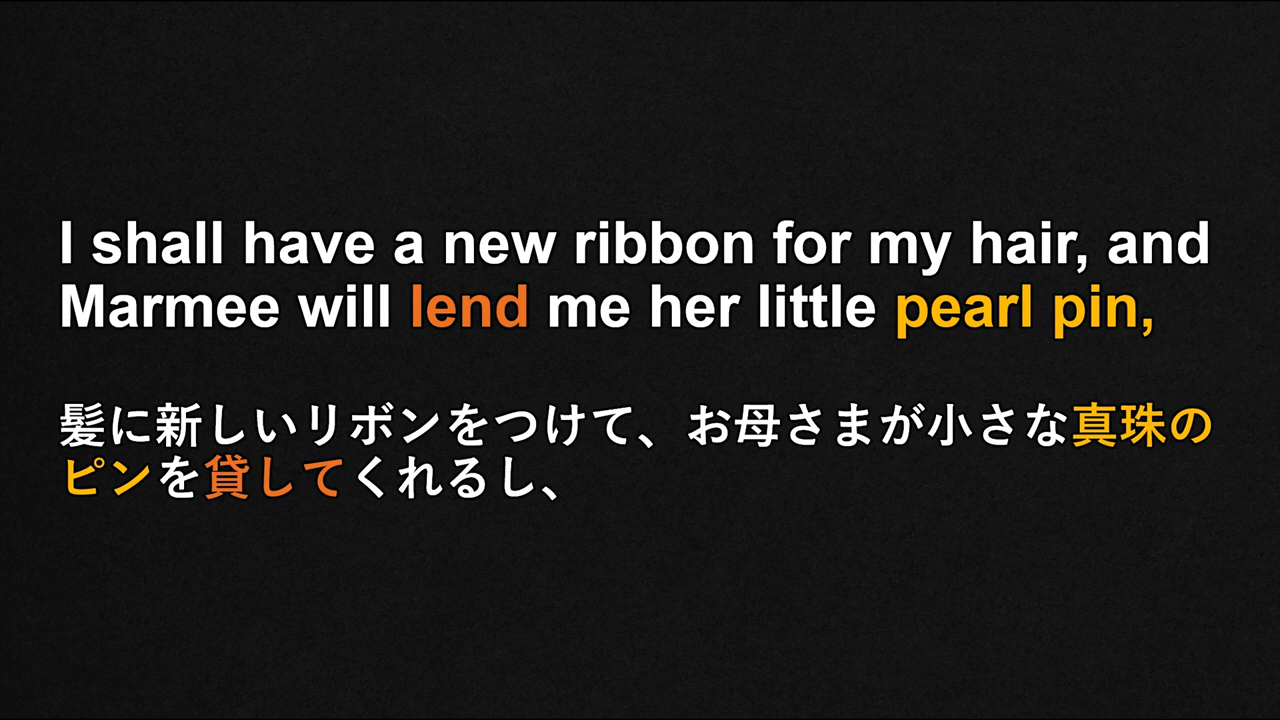 I shall have a new ribbon for my hair, and
Marmee will lend me her little pearl pin,
髪に新しいリボンをつけて、お母さまが小さな真珠の
ピンを貸してくれるし、